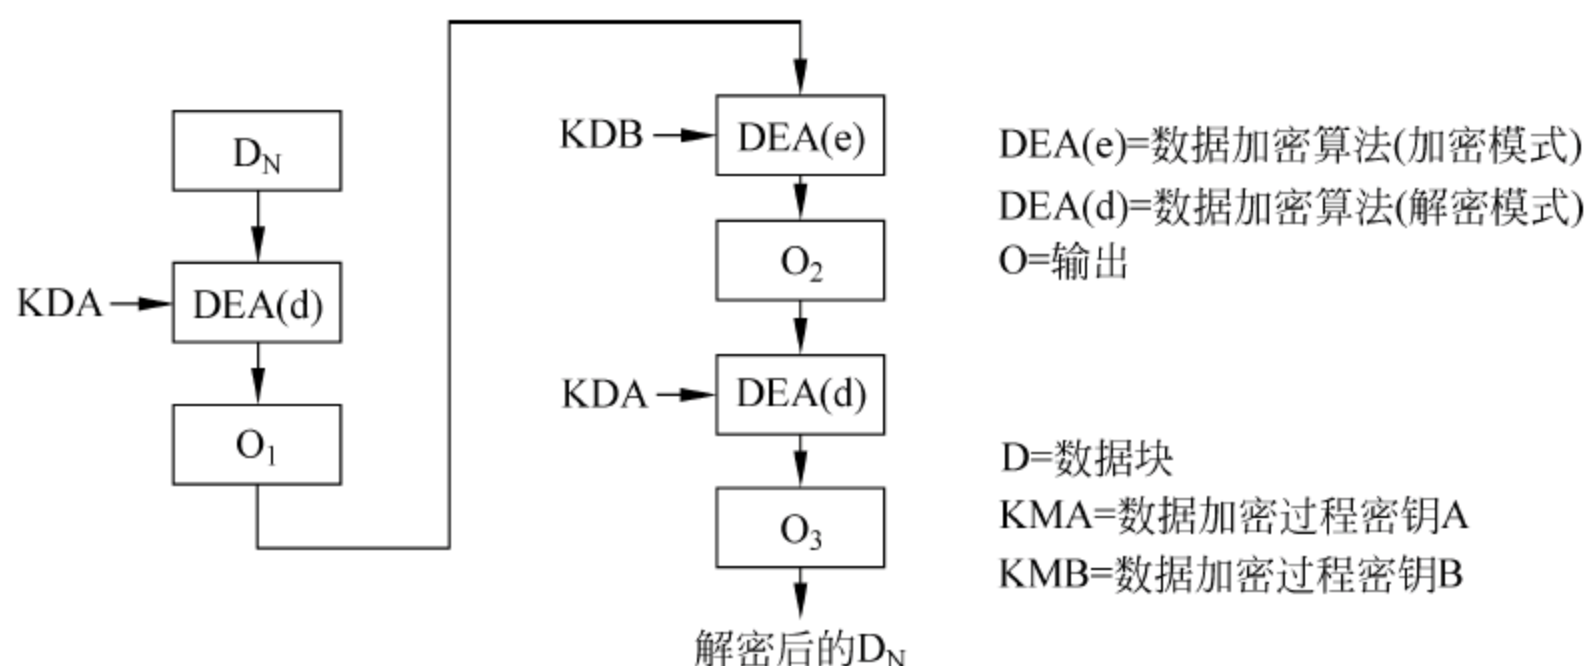 D_N
KDA
DEA(d)
O₁
KDB
DEA(e)
O₂
KDA
DEA(d)
O₃
解密后的D_N
DEA(e)=数据加密算法(加密模式)
DEA(d)=数据加密算法(解密模式)
O=输出
D=数据块
KMA=数据加密过程密钥A
KMB=数据加密过程密钥B